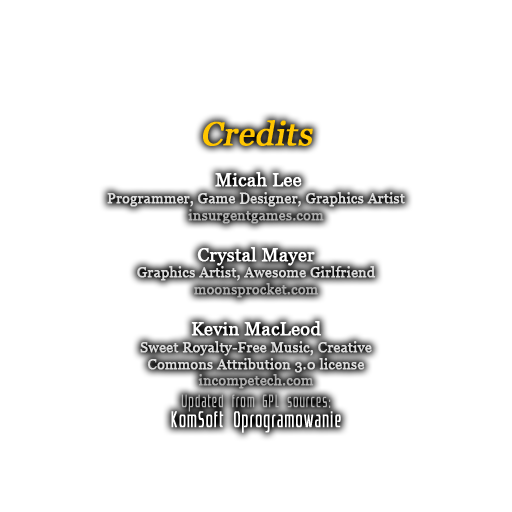 Credits
Micah Lee
Programmer, Game Designer, Graphics Artist
insurgentgames.com
Crystal Mayer
Graphics Artist, Awesome Girlfriend
moonsprocket.com
Kevin MacLeod
Sweet Royalty-Free Music, Creative
Commons Attribution 3.0 license
incompetech.com
Updated from GPL sources:
KomSoft Oprogramowanie